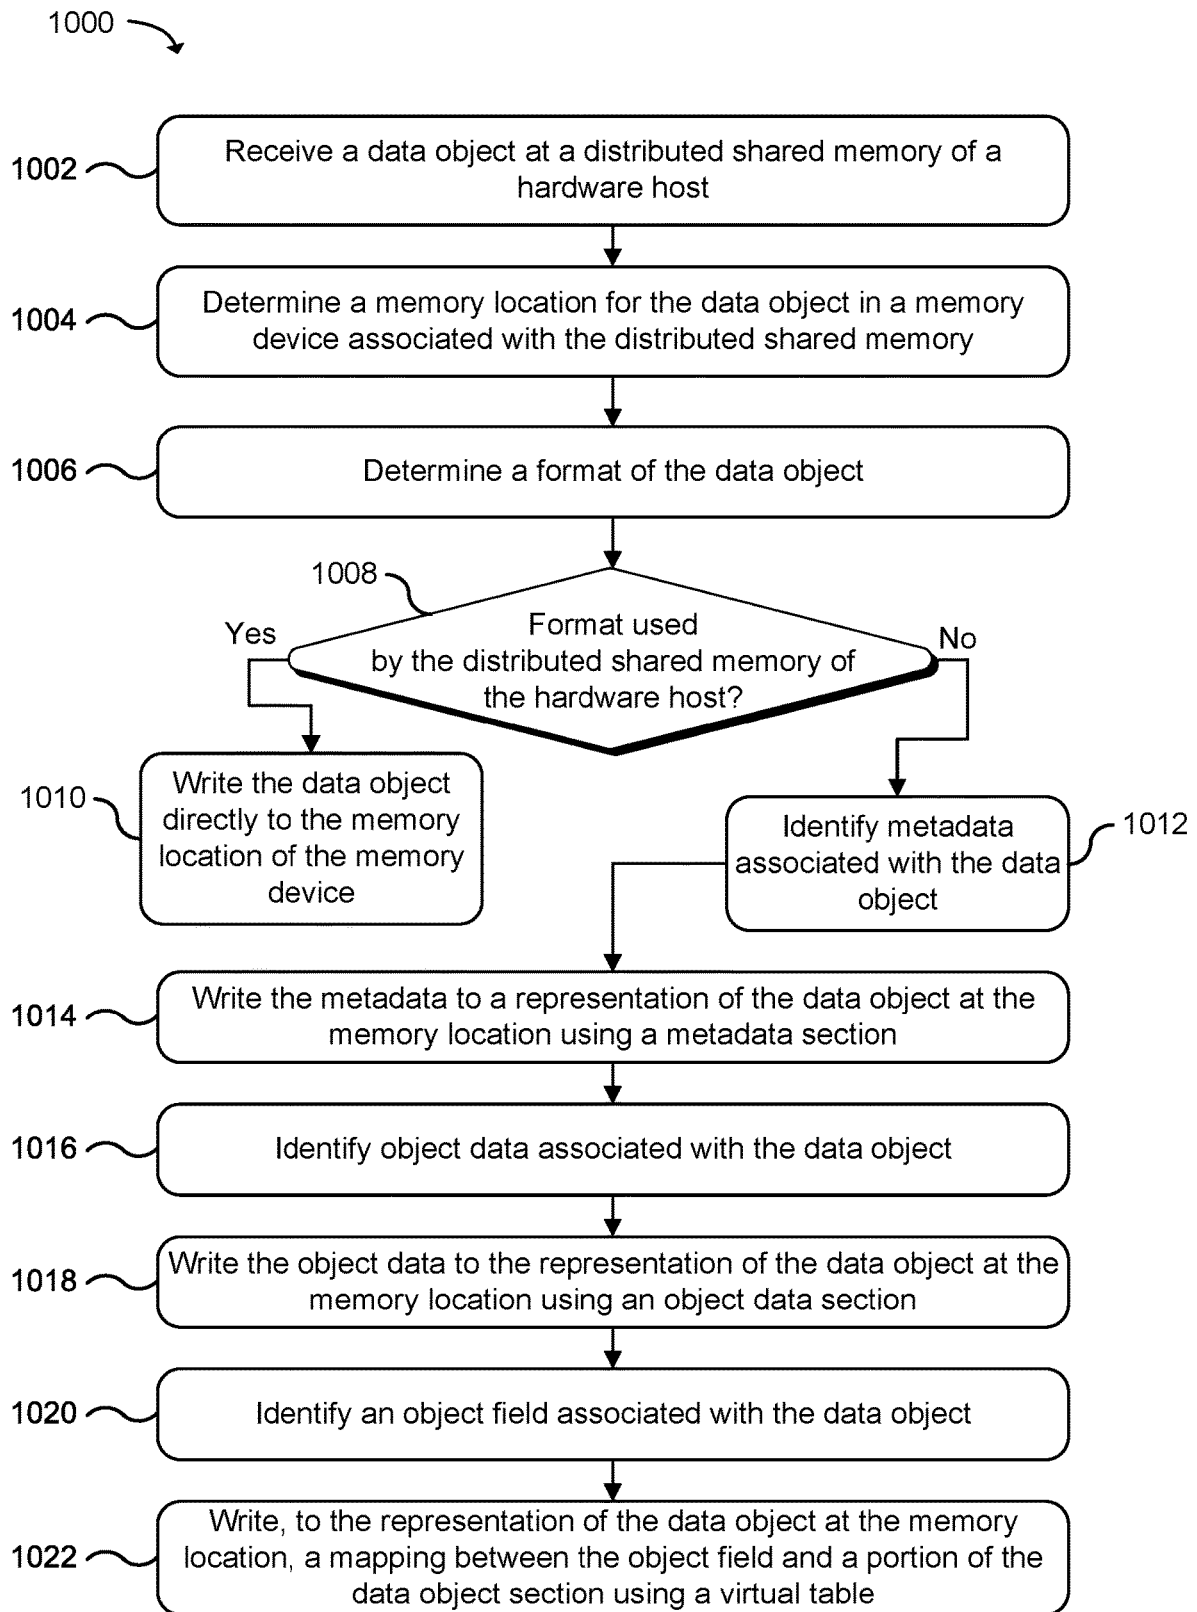 1000
1002
Receive a data object at a distributed shared memory of a
hardware host
1004
Determine a memory location for the data object in a memory
device associated with the distributed shared memory
1006
Determine a format of the data object
1008
Format used
by the distributed shared memory of
the hardware host?
Yes
No
1010
Write the data object
directly to the memory
location of the memory
device
Identify metadata
associated with the data
object
1012
1014
Write the metadata to a representation of the data object at the
memory location using a metadata section
1016
Identify object data associated with the data object
1018
Write the object data to the representation of the data object at the
memory location using an object data section
1020
Identify an object field associated with the data object
1022
Write, to the representation of the data object at the memory
location, a mapping between the object field and a portion of the
data object section using a virtual table